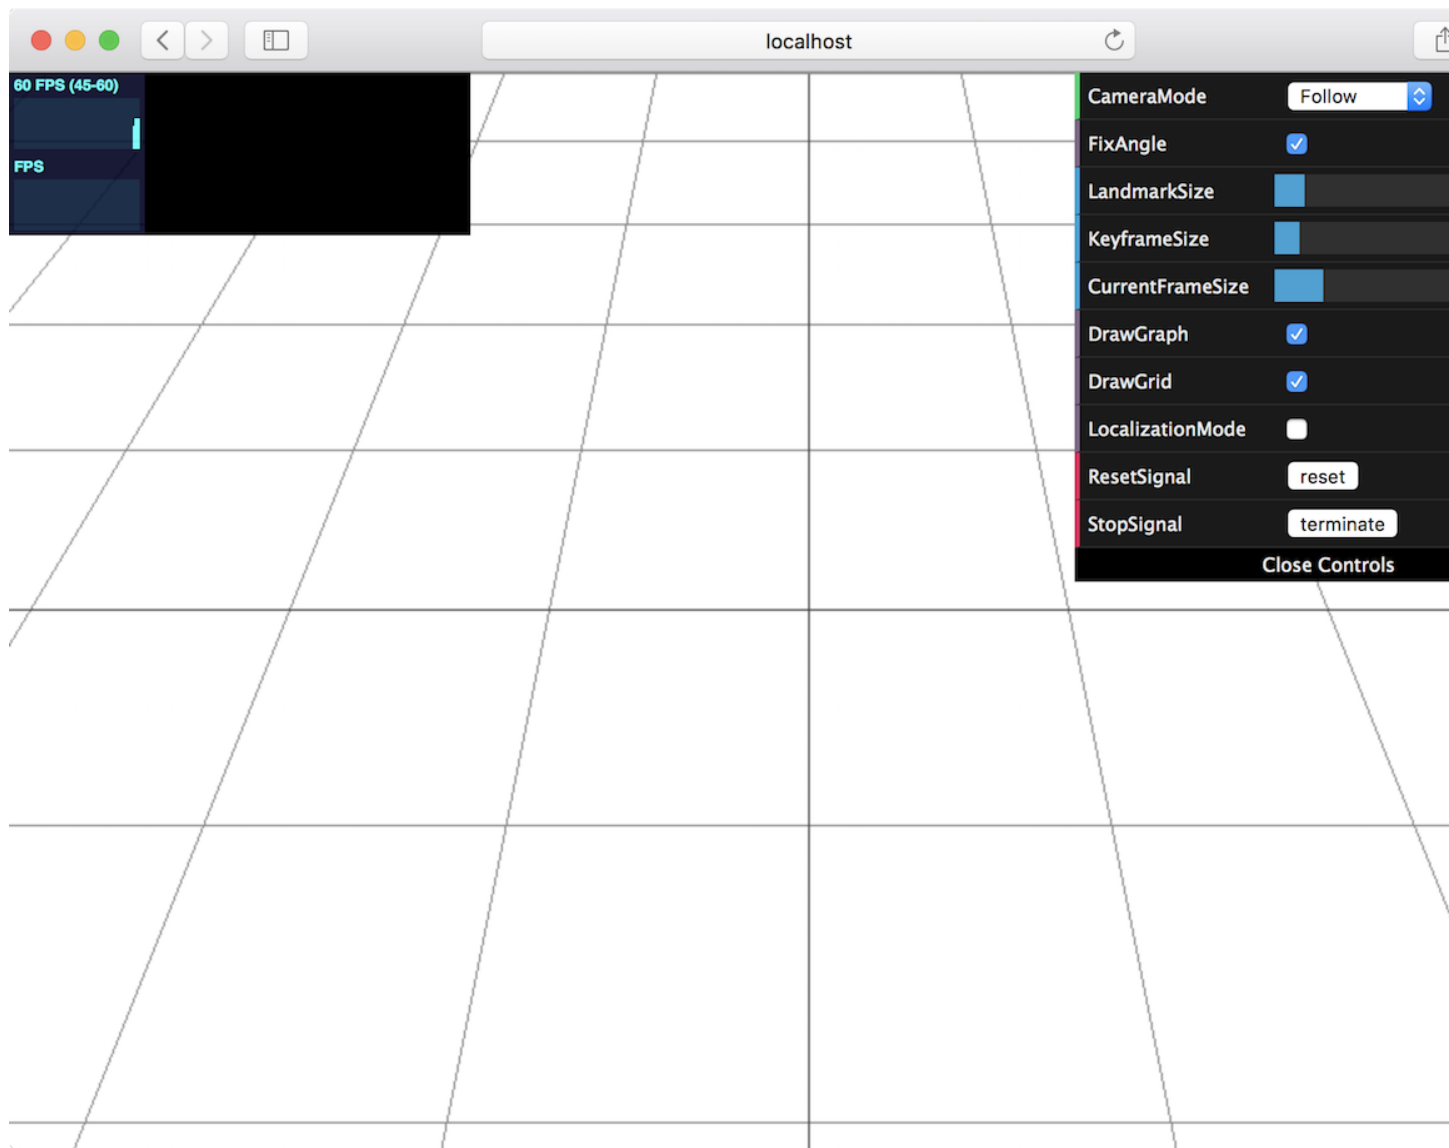 localhost
60 FPS (45-60)
FPS
CameraMode Follow
FixAngle
LandmarkSize
KeyframeSize
CurrentFrameSize
DrawGraph
DrawGrid
LocalizationMode
ResetSignal reset
StopSignal terminate
Close Controls